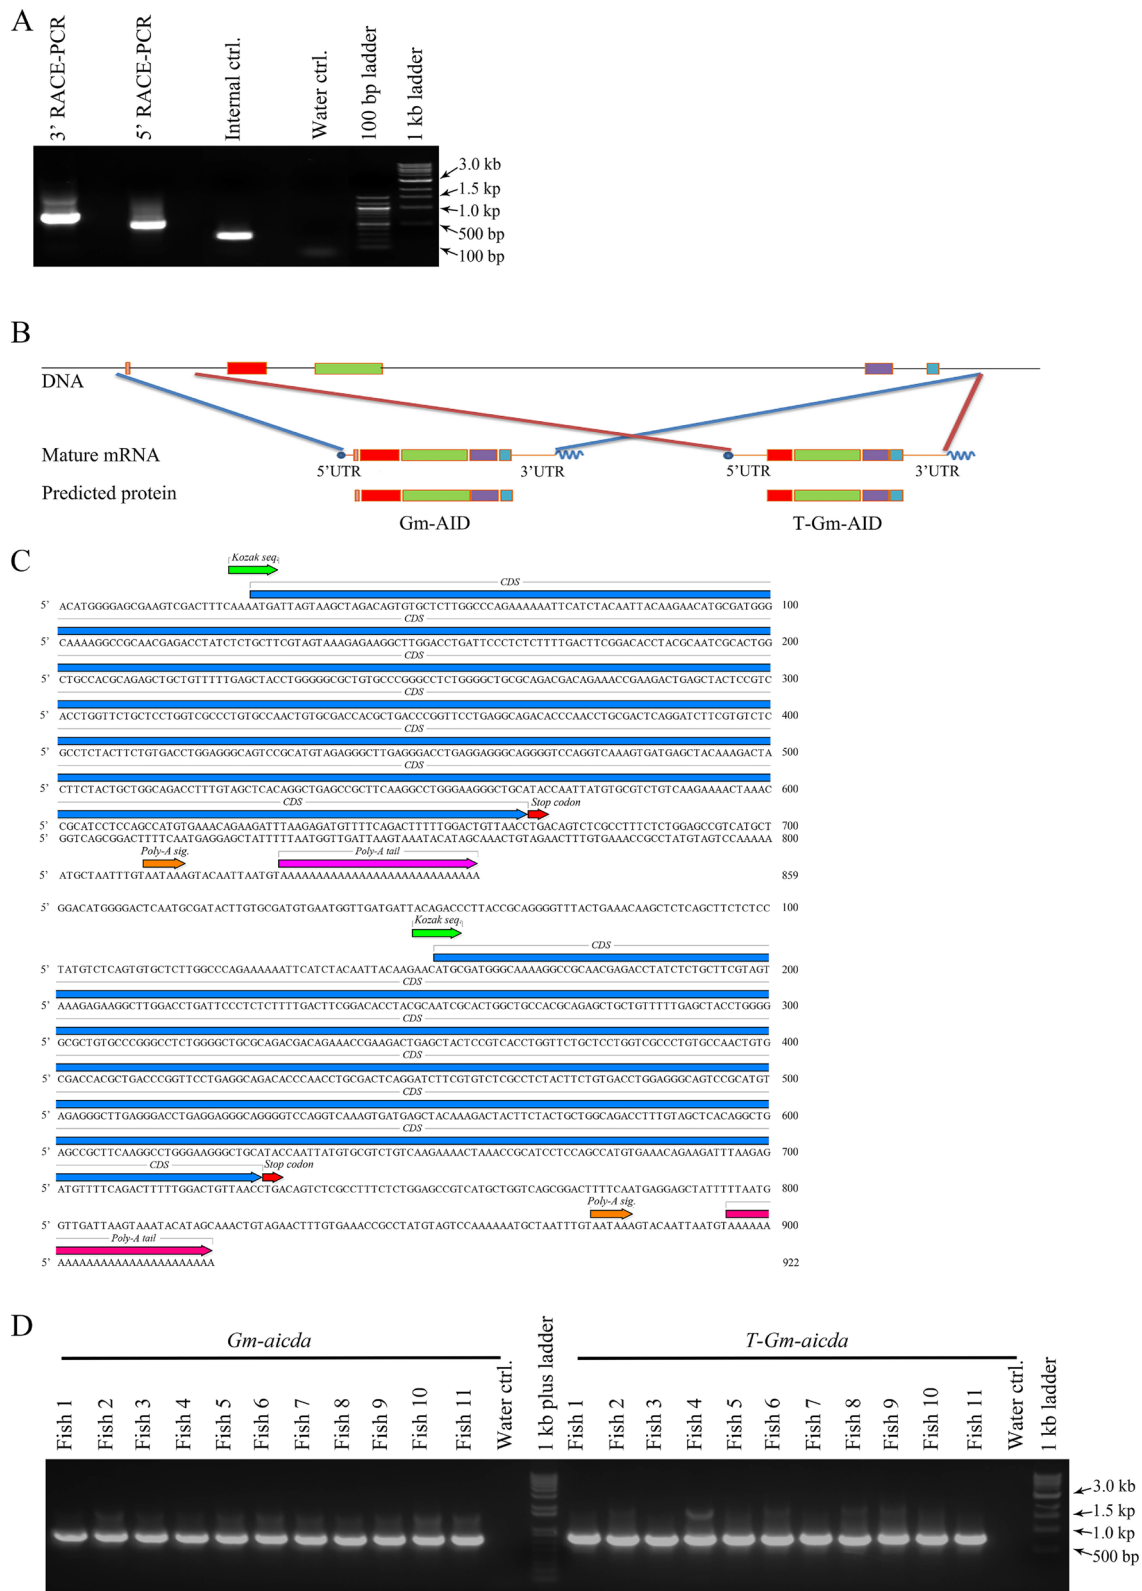 A
3' RACE-PCR
5' RACE-PCR
Internal ctrl.
Water ctrl.
100 bp ladder
1 kb ladder
3.0 kb
1.5 kp
1.0 kp
500 bp
100 bp
B
DNA
Mature mRNA
5'UTR
3'UTR
5'UTR
3'UTR
Predicted protein
Gm-AID
T-Gm-AID
C
Kozak seq.
CDS
5' ACATGGGGAGCGAAGTCGACTTTCAAAATGATTAGTAAGCTAGACAGTGTGCTCTTGGCCCAGAAAAAATTCATCTACAATTACAAGAACATGCGATGGG 100
CDS
5' CAAAAGGCCGCAACGAGACCTATCTCTGCTTCGTAGTAAAGAGAAGGCTTGGACCTGATTCCCTCTCTTTTGACTTCGGACACCTACGCAATCGCACTGG 200
CDS
5' CTGCCACGCAGAGCTGCTGTTTTTGAGCTACCTGGGGGCGCTGTGCCCGGGCCTCTGGGGCTGCGCAGACGACAGAAACCGAAGACTGAGCTACTCCGTC 300
CDS
5' ACCTGGTTCTGCTCCTGGTCGCCCTGTGCCAACTGTGCGACCACGCTGACCCGGTTCCTGAGGCAGACACCCAACCTGCGACTCAGGATCTTCGTGTCTC 400
CDS
5' GCCTCTACTTCTGTGACCTGGAGGGCAGTCCGCATGTAGAGGGCTTGAGGGACCTGAGGAGGGCAGGGGTCCAGGTCAAAGTGATGAGCTACAAAGACTA 500
CDS
5' CTTCTACTGCTGGCAGACCTTTGTAGCTCACAGGCTGAGCCGCTTCAAGGCCTGGGAAGGGCTGCATACCAATTATGTGCGTCTGTCAAGAAAACTAAAC 600
CDS
Stop codon
5' CGCATCCTCCAGCCATGTGAAACAGAAGATTTAAGAGATGTTTTCAGACTTTTTGGACTGTTAACCTGACAGTCTCGCCTTTCTCTGGAGCCGTCATGCT 700
5' GGTCAGCGGACTTTTCAATGAGGAGCTATTTTTAATGGTTGATTAAGTAAATACATAGCAAACTGTAGAACTTTGTGAAACCGCCTATGTAGTCCAAAAA 800
Poly-A sig.
Poly-A tail
5' ATGCTAATTTGTAATAAAGTACAATTAATGTAAAAAAAAAAAAAAAAAAAAAAAAAAAA 859
5' GGACATGGGGACTCAATGCGATACTTGTGCGATGTGAATGGTTGATGATTACAGACCCTTACCGCAGGGGTTTACTGAAACAAGCTCTCAGCTTCTCTCC 100
Kozak seq.
CDS
5' TATGTCTCAGTGTGCTCTTGGCCCAGAAAAAATTCATCTACAATTACAAGAACATGCGATGGGCAAAAGGCCGCAACGAGACCTATCTCTGCTTCGTAGT 200
CDS
5' AAAGAGAAGGCTTGGACCTGATTCCCTCTCTTTTGACTTCGGACACCTACGCAATCGCACTGGCTGCCACGCAGAGCTGCTGTTTTTGAGCTACCTGGGG 300
CDS
5' GCGCTGTGCCCGGGCCTCTGGGGCTGCGCAGACGACAGAAACCGAAGACTGAGCTACTCCGTCACCTGGTTCTGCTCCTGGTCGCCCTGTGCCAACTGTG 400
CDS
5' CGACCACGCTGACCCGGTTCCTGAGGCAGACACCCAACCTGCGACTCAGGATCTTCGTGTCTCGCCTCTACTTCTGTGACCTGGAGGGCAGTCCGCATGT 500
CDS
5' AGAGGGCTTGAGGGACCTGAGGAGGGCAGGGGTCCAGGTCAAAGTGATGAGCTACAAAGACTACTTCTACTGCTGGCAGACCTTTGTAGCTCACAGGCTG 600
CDS
5' AGCCGCTTCAAGGCCTGGGAAGGGCTGCATACCAATTATGTGCGTCTGTCAAGAAAACTAAACCGCATCCTCCAGCCATGTGAAACAGAAGATTTAAGAG 700
CDS
Stop codon
5' ATGTTTTCAGACTTTTTGGACTGTTAACCTGACAGTCTCGCCTTTCTCTGGAGCCGTCATGCTGGTCAGCGGACTTTTCAATGAGGAGCTATTTTTAATG 800
Poly-A sig.
5' GTTGATTAAGTAAATACATAGCAAACTGTAGAACTTTGTGAAACCGCCTATGTAGTCCAAAAAATGCTAATTTGTAATAAAGTACAATTAATGTAAAAAA 900
Poly-A tail
5' AAAAAAAAAAAAAAAAAAAAAA 922
D
Gm-aicda
T-Gm-aicda
Fish 1
Fish 2
Fish 3
Fish 4
Fish 5
Fish 6
Fish 7
Fish 8
Fish 9
Fish 10
Fish 11
Water ctrl.
1 kb plus ladder
Fish 1
Fish 2
Fish 3
Fish 4
Fish 5
Fish 6
Fish 7
Fish 8
Fish 9
Fish 10
Fish 11
Water ctrl.
1 kb ladder
3.0 kb
1.5 kp
1.0 kp
500 bp